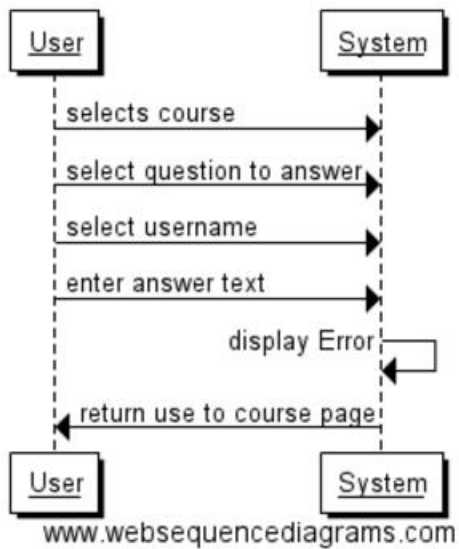 User System
selects course
select question to answer
select username
enter answer text
display Error
return use to course page
User System
www.websequencediagrams.com